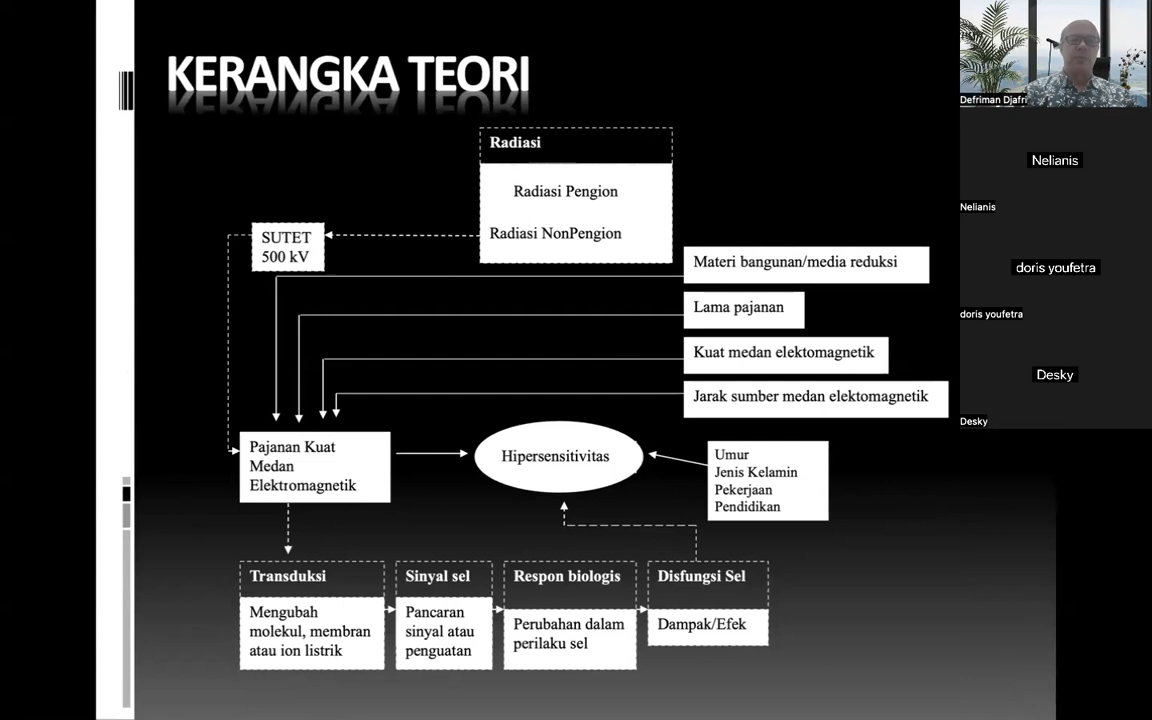 KERANGKA TEORI
Radiasi
Radiasi Pengion
Radiasi NonPengion
SUTET
500 kV
Materi bangunan/media reduksi
Lama pajanan
Kuat medan elektomagnetik
Jarak sumber medan elektomagnetik
Pajanan Kuat
Medan
Elektromagnetik
Hipersensitivitas
Umur
Jenis Kelamin
Pekerjaan
Pendidikan
Transduksi
Mengubah
molekul, membran
atau ion listrik
Sinyal sel
Pancaran
sinyal atau
penguatan
Respon biologis
Perubahan dalam
perilaku sel
Disfungsi Sel
Dampak/Efek
Defriman Djafri
Nelianis
Nelianis
doris youfetra
doris youfetra
Desky
Desky